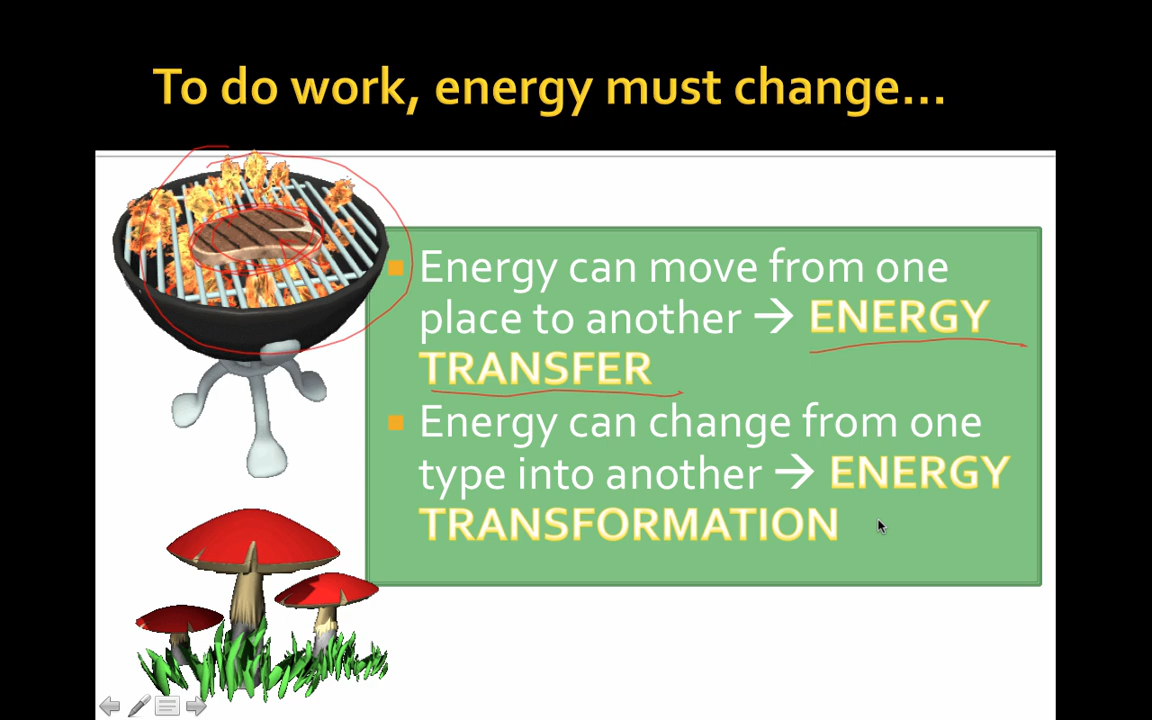 To do work, energy must change...
Energy can move from one
place to another → ENERGY
TRANSFER
Energy can change from one
type into another → ENERGY
TRANSFORMATION